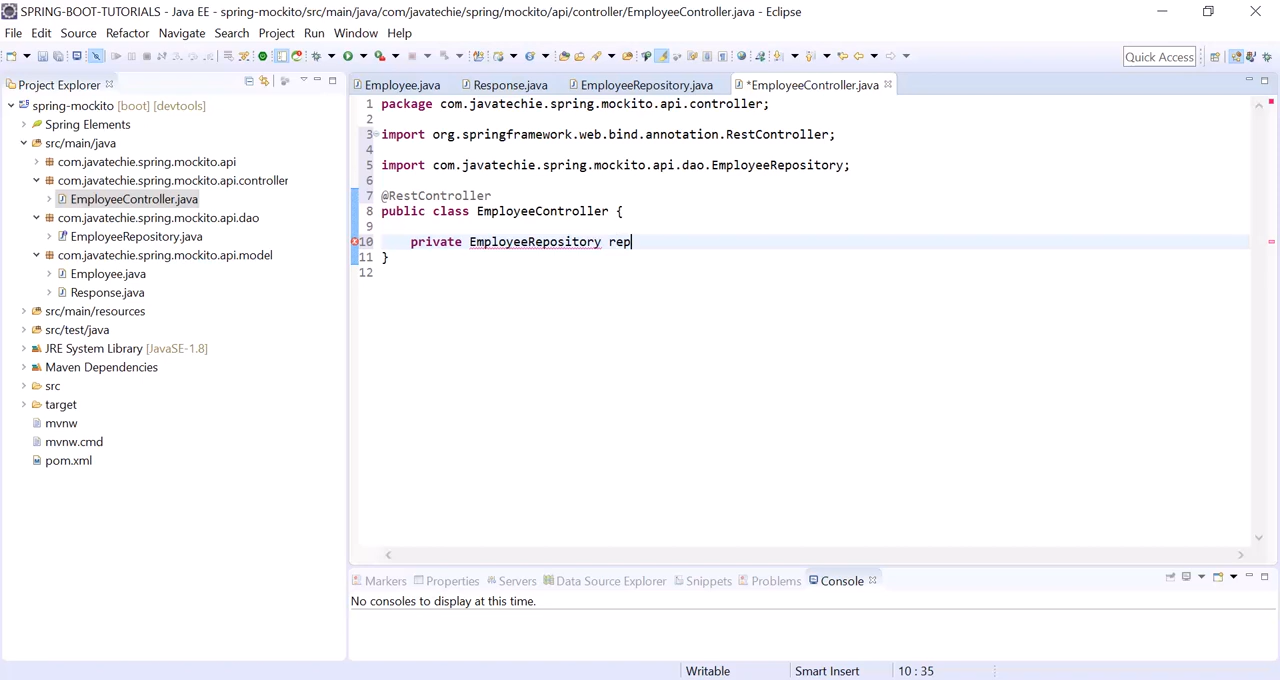 SPRING-BOOT-TUTORIALS - Java EE - spring-mockito/src/main/java/com/javatechie/spring/mockito/api/controller/EmployeeController.java - Eclipse
File Edit Source Refactor Navigate Search Project Run Window Help
Quick Access
Project Explorer
Employee.java Response.java EmployeeRepository.java *EmployeeController.java
spring-mockito [boot] [devtools]
Spring Elements
src/main/java
com.javatechie.spring.mockito.api
com.javatechie.spring.mockito.api.controller
EmployeeController.java
com.javatechie.spring.mockito.api.dao
EmployeeRepository.java
com.javatechie.spring.mockito.api.model
Employee.java
Response.java
src/main/resources
src/test/java
JRE System Library [JavaSE-1.8]
Maven Dependencies
src
target
mvnw
mvnw.cmd
pom.xml
1 package com.javatechie.spring.mockito.api.controller;
2
3 import org.springframework.web.bind.annotation.RestController;
4
5 import com.javatechie.spring.mockito.api.dao.EmployeeRepository;
6
7 @RestController
8 public class EmployeeController {
9
10 private EmployeeRepository rep
11 }
12
Markers Properties Servers Data Source Explorer Snippets Problems Console
No consoles to display at this time.
Writable Smart Insert 10 : 35